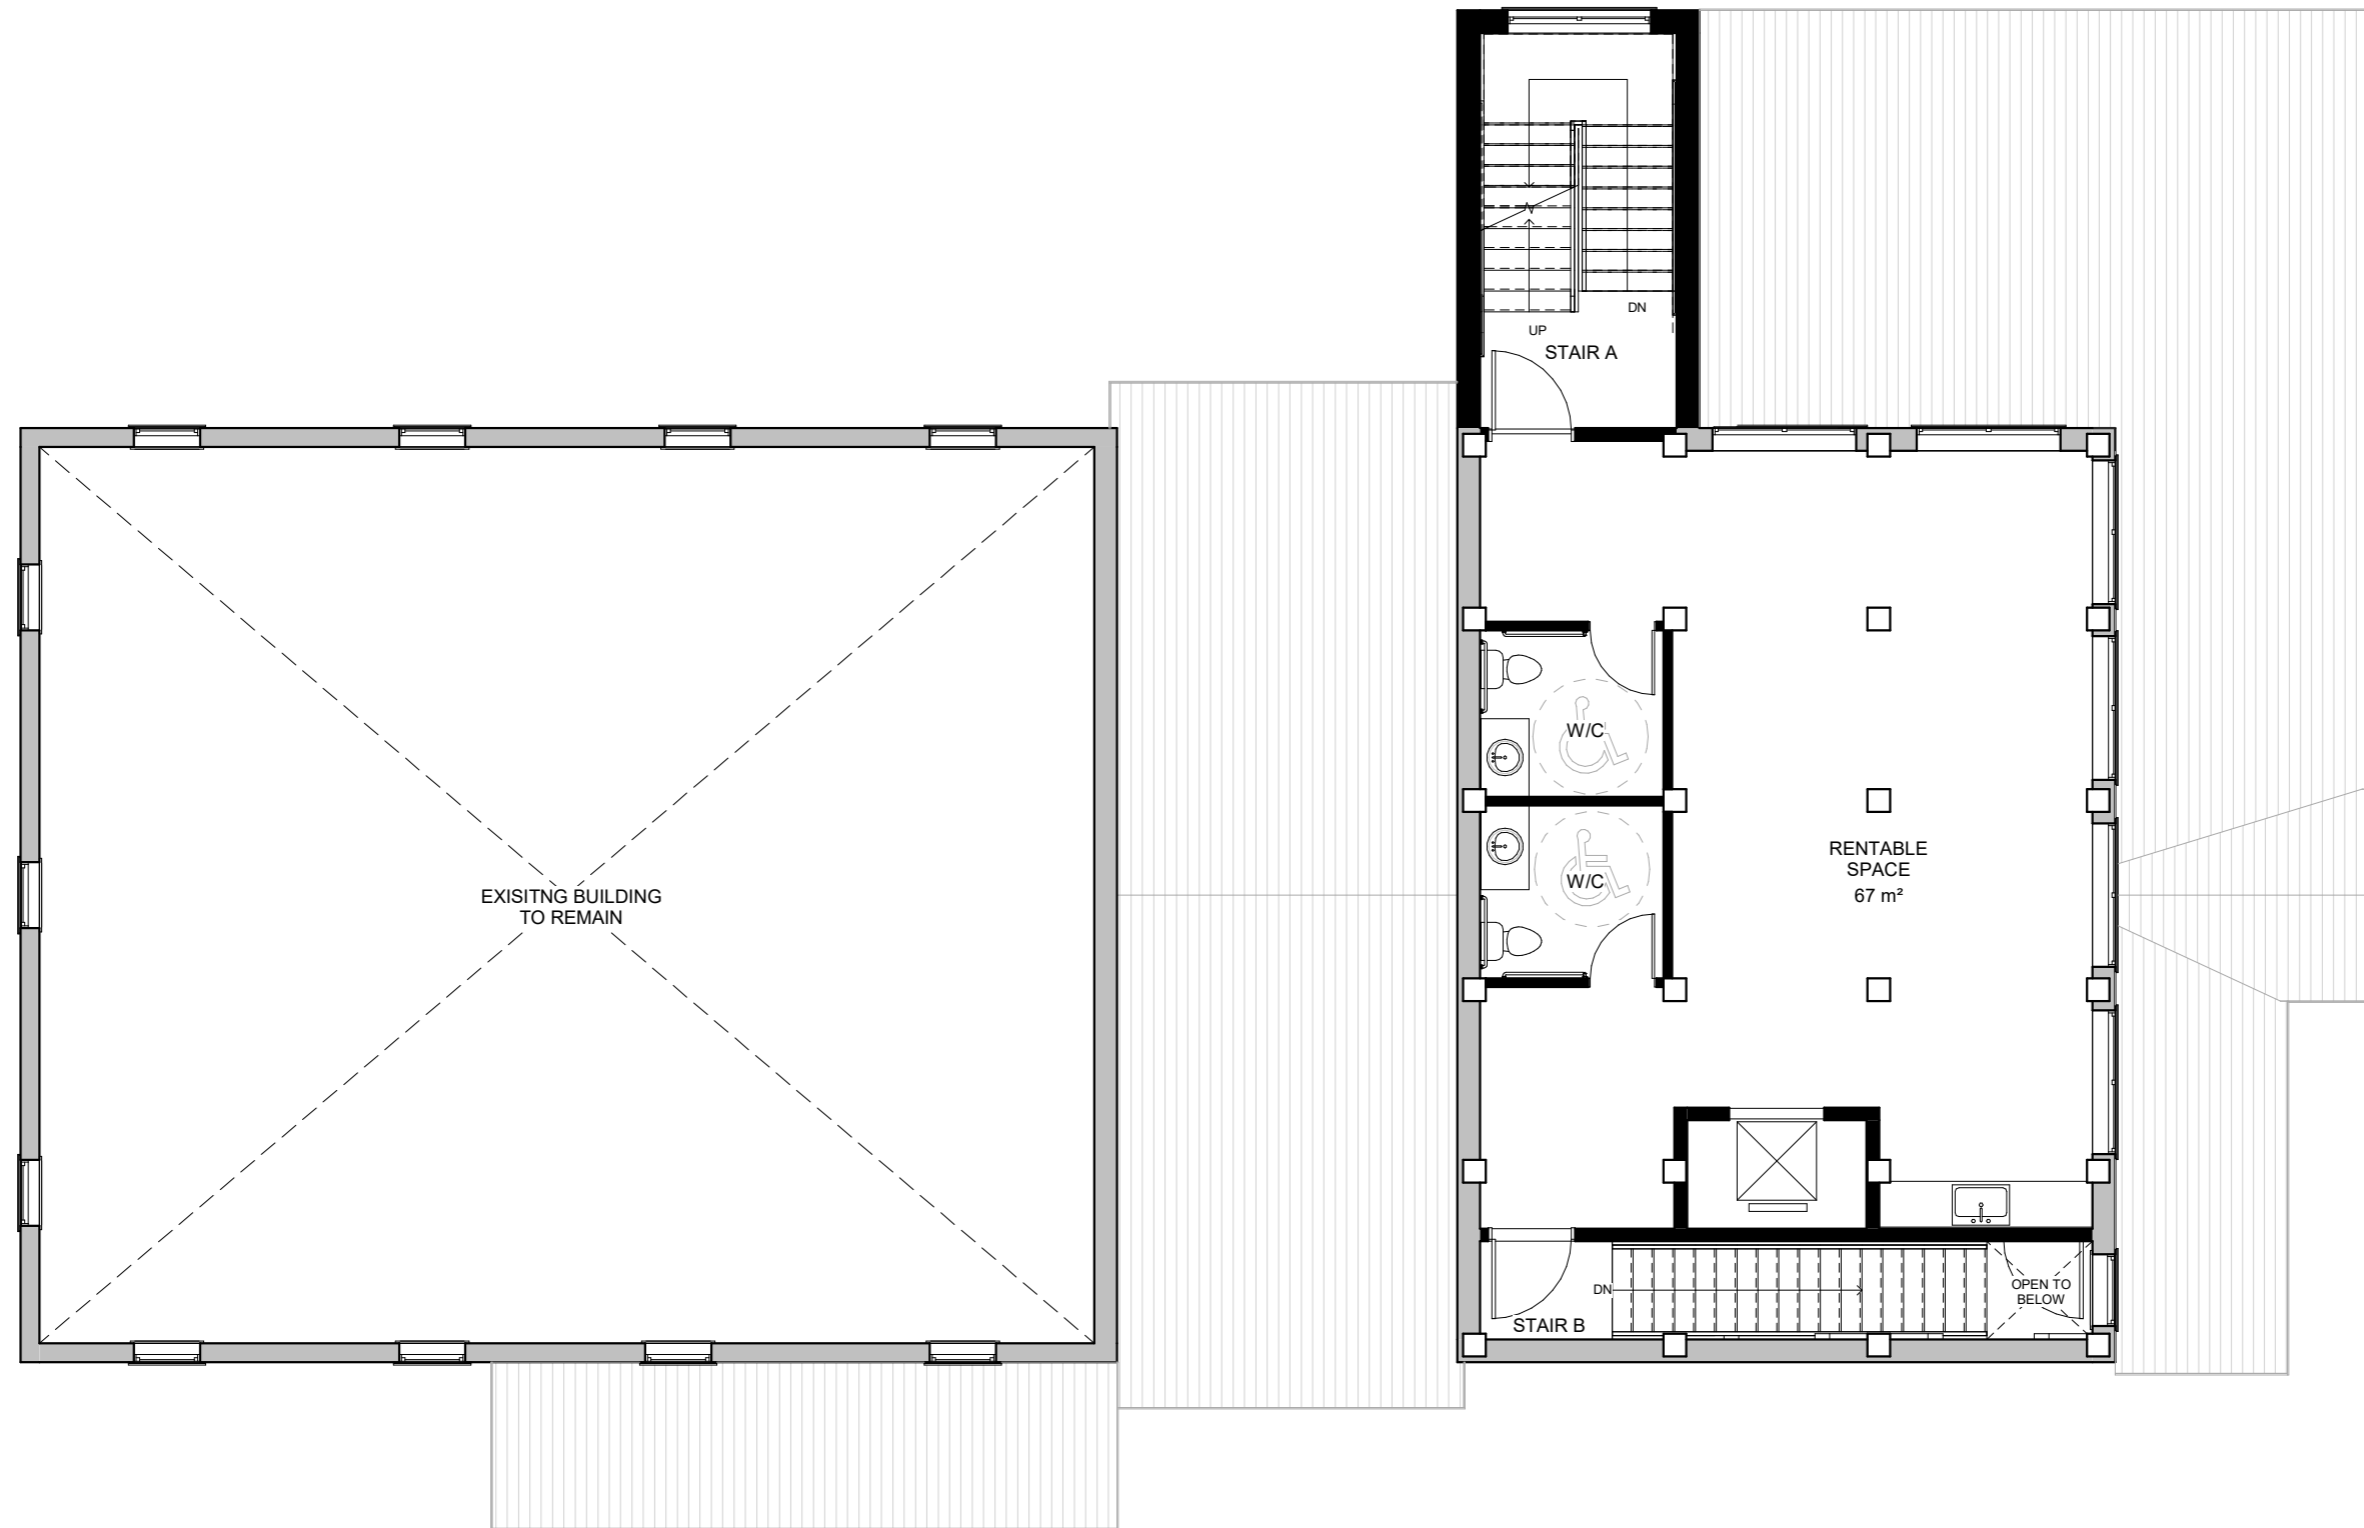 DN
UP
STAIR A
W/C
W/C
RENTABLE
SPACE
67 m²
EXISITNG BUILDING
TO REMAIN
DN
OPEN TO
BELOW
STAIR B